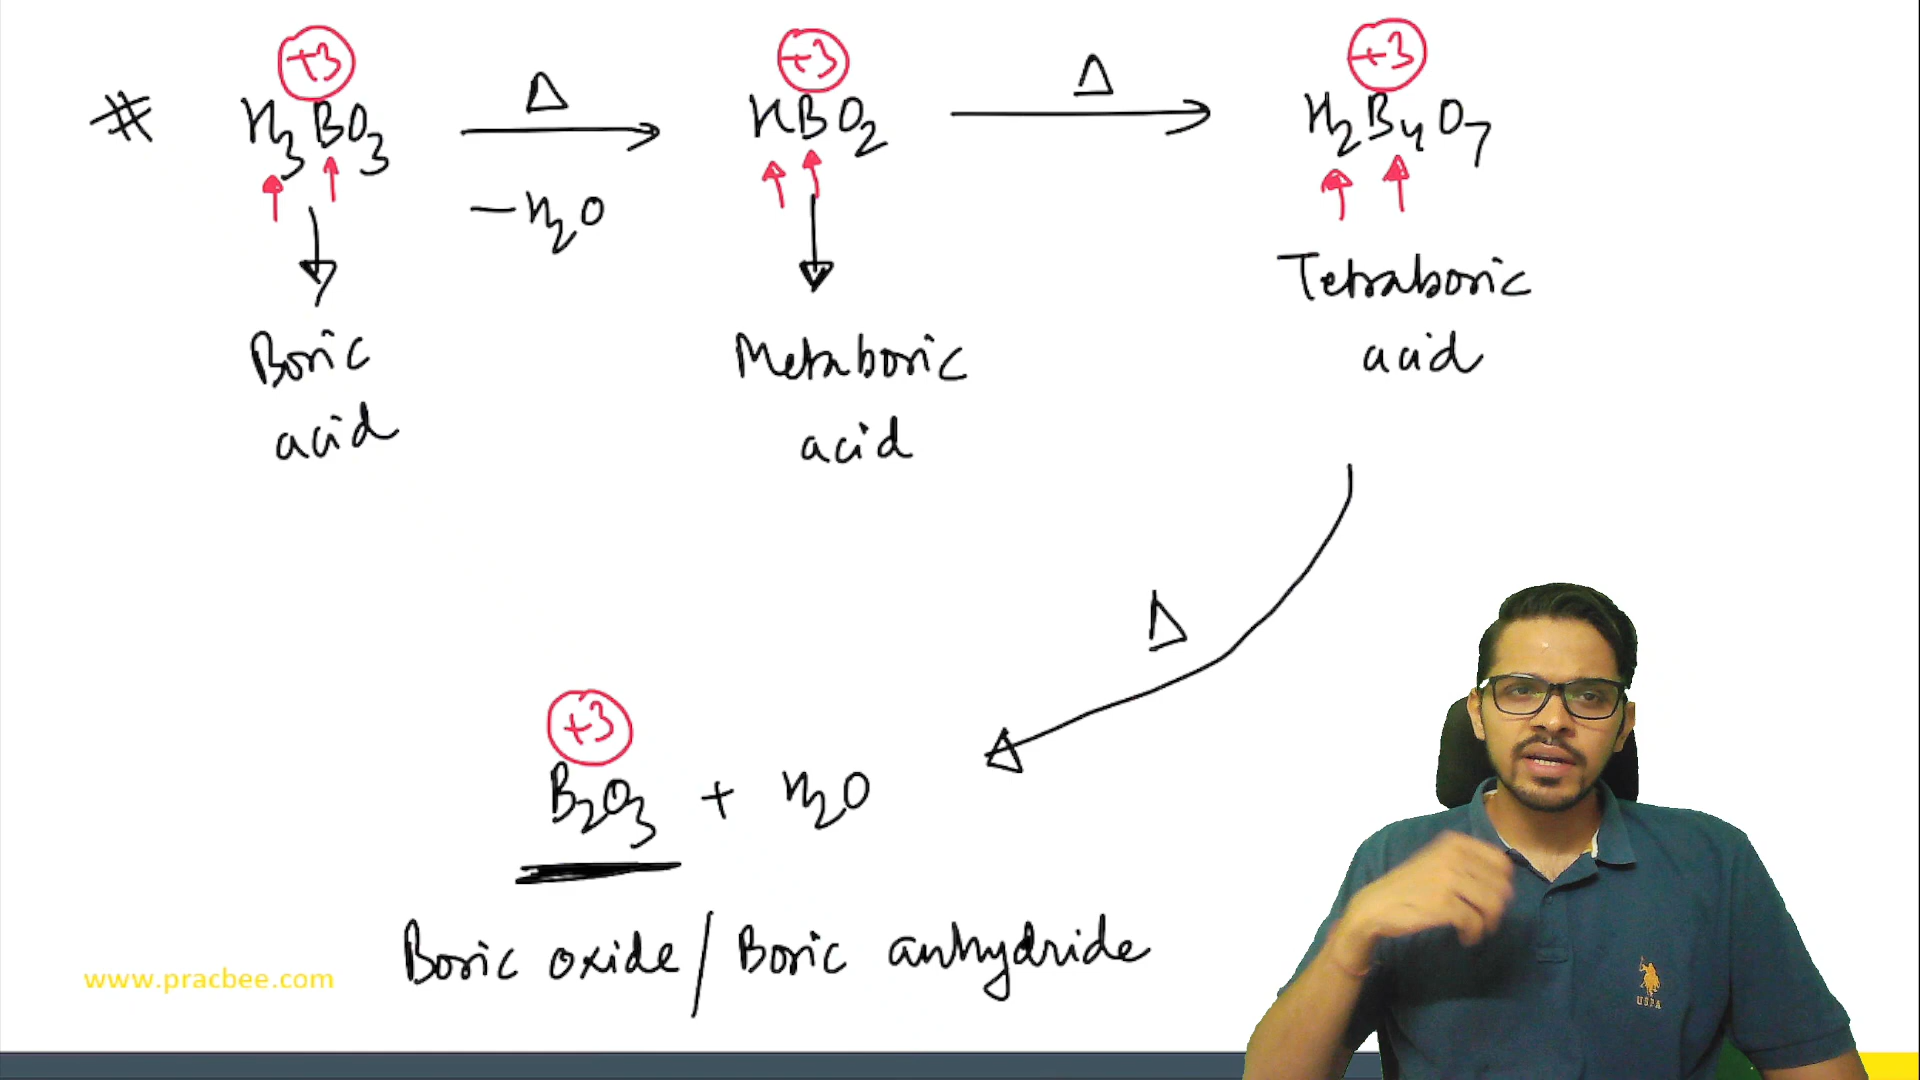 +3 +3 +3
# H₃BO₃ Δ HBO₂ Δ H₂B₄O₇
−H₂O
Boric acid
Metaboric acid
Tetraboric acid
Δ
+3
B₂O₃ + H₂O
Boric oxide / Boric anhydride
www.pracbee.com
USPA